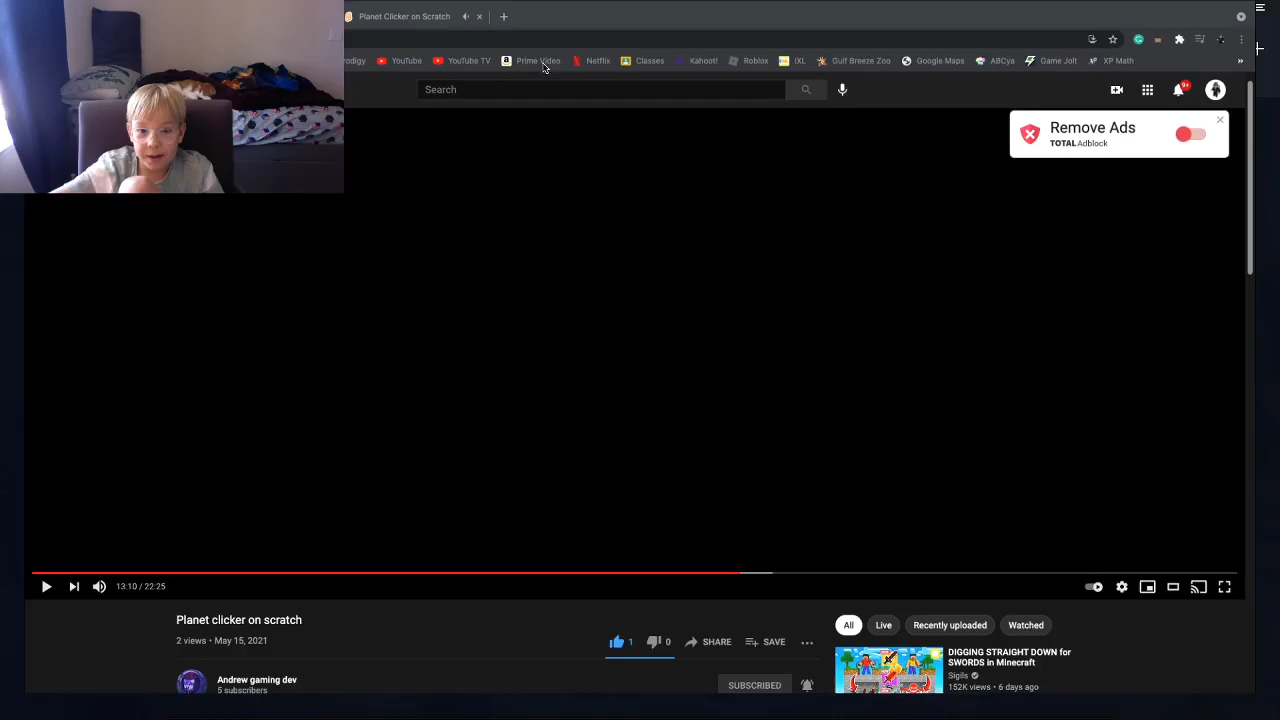 Planet Clicker on Scratch
rodigy YouTube YouTube TV Prime Video Netflix Classes Kahoot! Roblox IXL Gulf Breeze Zoo Google Maps ABCya Game Jolt XP Math »
Search
9+
Remove Ads
TOTAL Adblock
13:10 / 22:25
Planet clicker on scratch
2 views • May 15, 2021
1 0 SHARE SAVE
All Live Recently uploaded Watched
DIGGING STRAIGHT DOWN for
SWORDS in Minecraft
Sigils
152K views • 6 days ago
Andrew gaming dev
5 subscribers
SUBSCRIBED